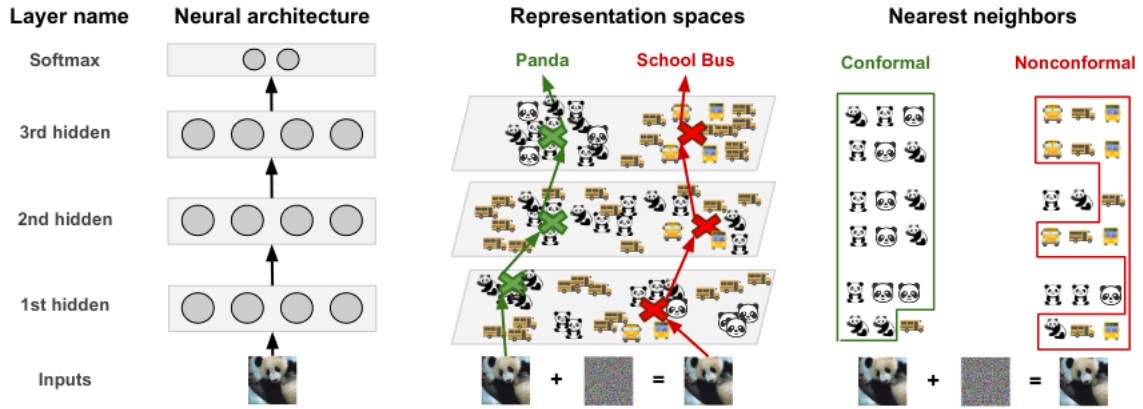 Layer name Neural architecture Representation spaces Nearest neighbors
Softmax Panda School Bus Conformal Nonconformal
3rd hidden
2nd hidden
1st hidden
Inputs + = + =